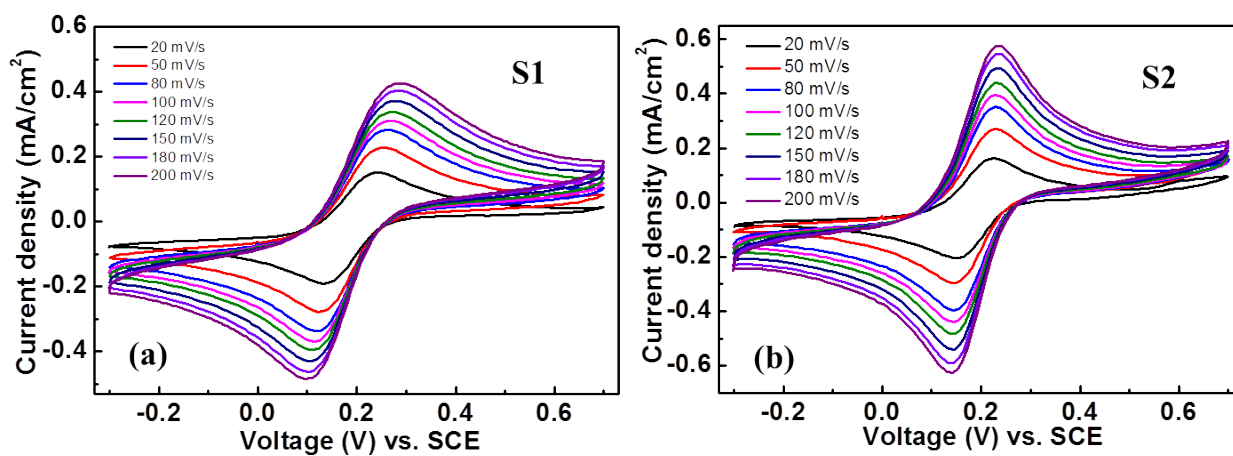 0.6
0.4
0.2
0.0
-0.2
-0.4
Current density (mA/cm²)
20 mV/s
50 mV/s
80 mV/s
100 mV/s
120 mV/s
150 mV/s
180 mV/s
200 mV/s
S1
(a)
-0.2 0.0 0.2 0.4 0.6
Voltage (V) vs. SCE
0.6
0.4
0.2
0.0
-0.2
-0.4
-0.6
Current density (mA/cm²)
20 mV/s
50 mV/s
80 mV/s
100 mV/s
120 mV/s
150 mV/s
180 mV/s
200 mV/s
S2
(b)
-0.2 0.0 0.2 0.4 0.6
Voltage (V) vs. SCE